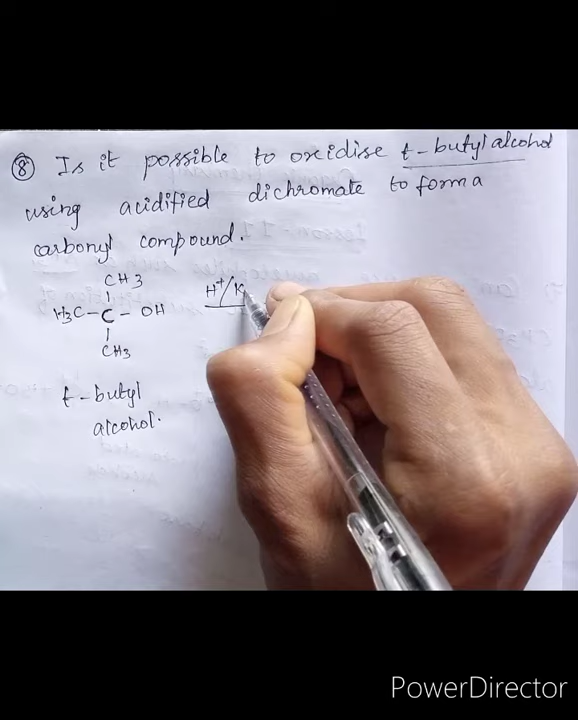 ⑧ Is it possible to oxidise t-butyl alcohol
using acidified dichromate to form a
carbonyl compound.
CH3
H3C-C-OH
CH3
H+/K
t-butyl
alcohol.
PowerDirector